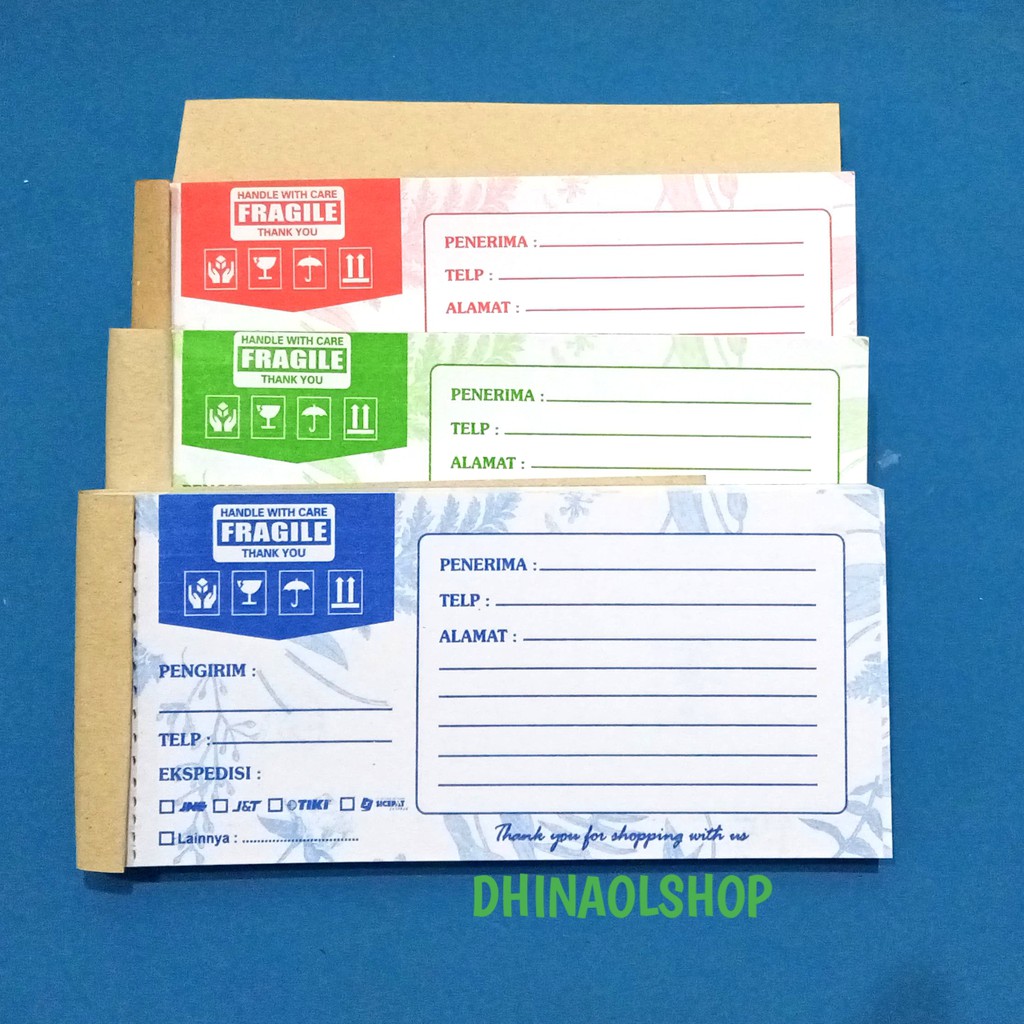 HANDLE WITH CARE
FRAGILE
THANK YOU
PENERIMA :
TELP :
ALAMAT :
HANDLE WITH CARE
FRAGILE
THANK YOU
PENERIMA :
TELP :
ALAMAT :
HANDLE WITH CARE
FRAGILE
THANK YOU
PENERIMA :
TELP :
ALAMAT :
PENGIRIM :
TELP :
EKSPEDISI :
JNE J&T TIKI SICEPAT
Lainnya : ................................
Thank you for shopping with us
DHINAOLSHOP